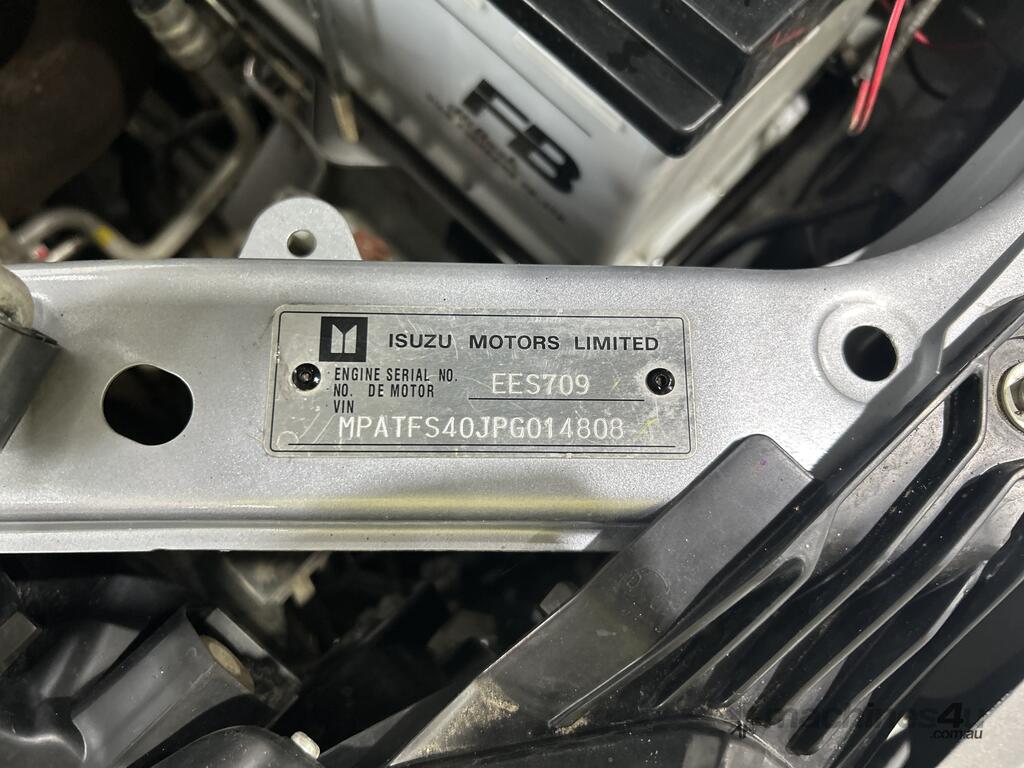 FB
ISUZU MOTORS LIMITED
ENGINE SERIAL NO.
NO. DE MOTOR
EES709
VIN
MPATFS40JPG014808
machines4u
.com.au